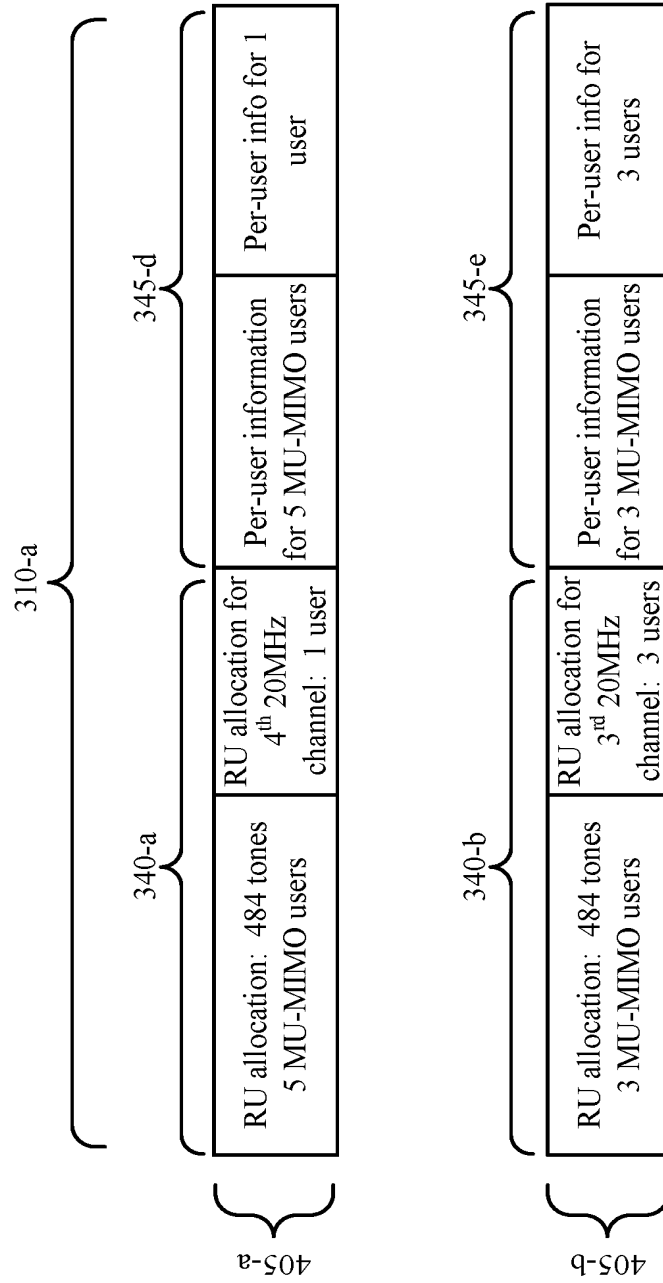 310-a
340-a
345-d
405-a
RU allocation: 484 tones
5 MU-MIMO users
RU allocation for
4th 20MHz
channel: 1 user
Per-user information
for 5 MU-MIMO users
Per-user info for 1
user
340-b
345-e
405-b
RU allocation: 484 tones
3 MU-MIMO users
RU allocation for
3rd 20MHz
channel: 3 users
Per-user information
for 3 MU-MIMO users
Per-user info for
3 users